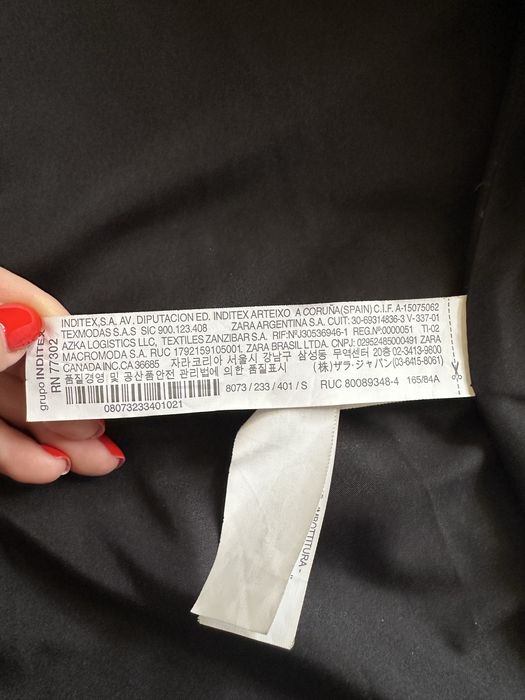 grupo INDITEX
RN 77302
INDITEX,S.A. AV. DIPUTACION ED. INDITEX ARTEIXO A CORUÑA(SPAIN) C.I.F. A-15075062
TEXMODAS S.A.S SIC 900.123.408 ZARA ARGENTINA S.A. CUIT: 30-69314836-3 V-337-01
AZKA LOGISTICS LLC, TEXTILES ZANZIBAR S.A. RIF:NºJ30536946-1 REG.Nº0000051 TI-02
MACROMODA S.A. RUC 1792159105001. ZARA BRASIL LTDA. CNPJ: 02952485000491 ZARA
CANADA INC.CA 36685 자라코리아 서울시 강남구 삼성동 무역센터 20층 02-3413-9800
품질경영 및 공산품안전 관리법에 의한 품질표시 (株)ザラ・ジャパン(03-6415-8061)
8073 / 233 / 401 / S RUC 80089348-4 165/84A
08073233401021